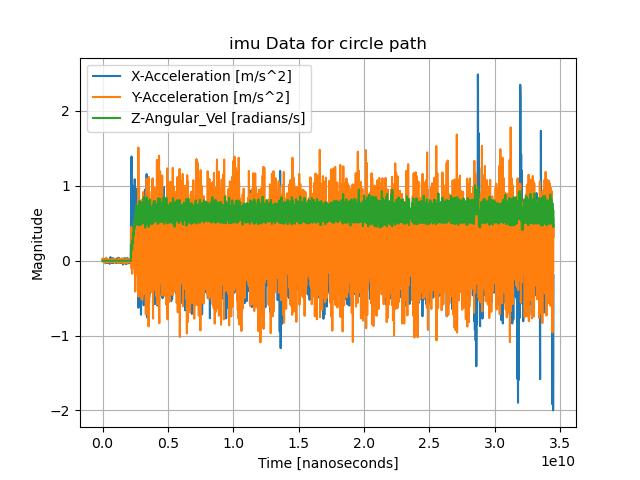 imu Data for circle path
X-Acceleration [m/s^2]
Y-Acceleration [m/s^2]
Z-Angular_Vel [radians/s]
2
1
0
−1
−2
Magnitude
0.0 0.5 1.0 1.5 2.0 2.5 3.0 3.5
1e10
Time [nanoseconds]